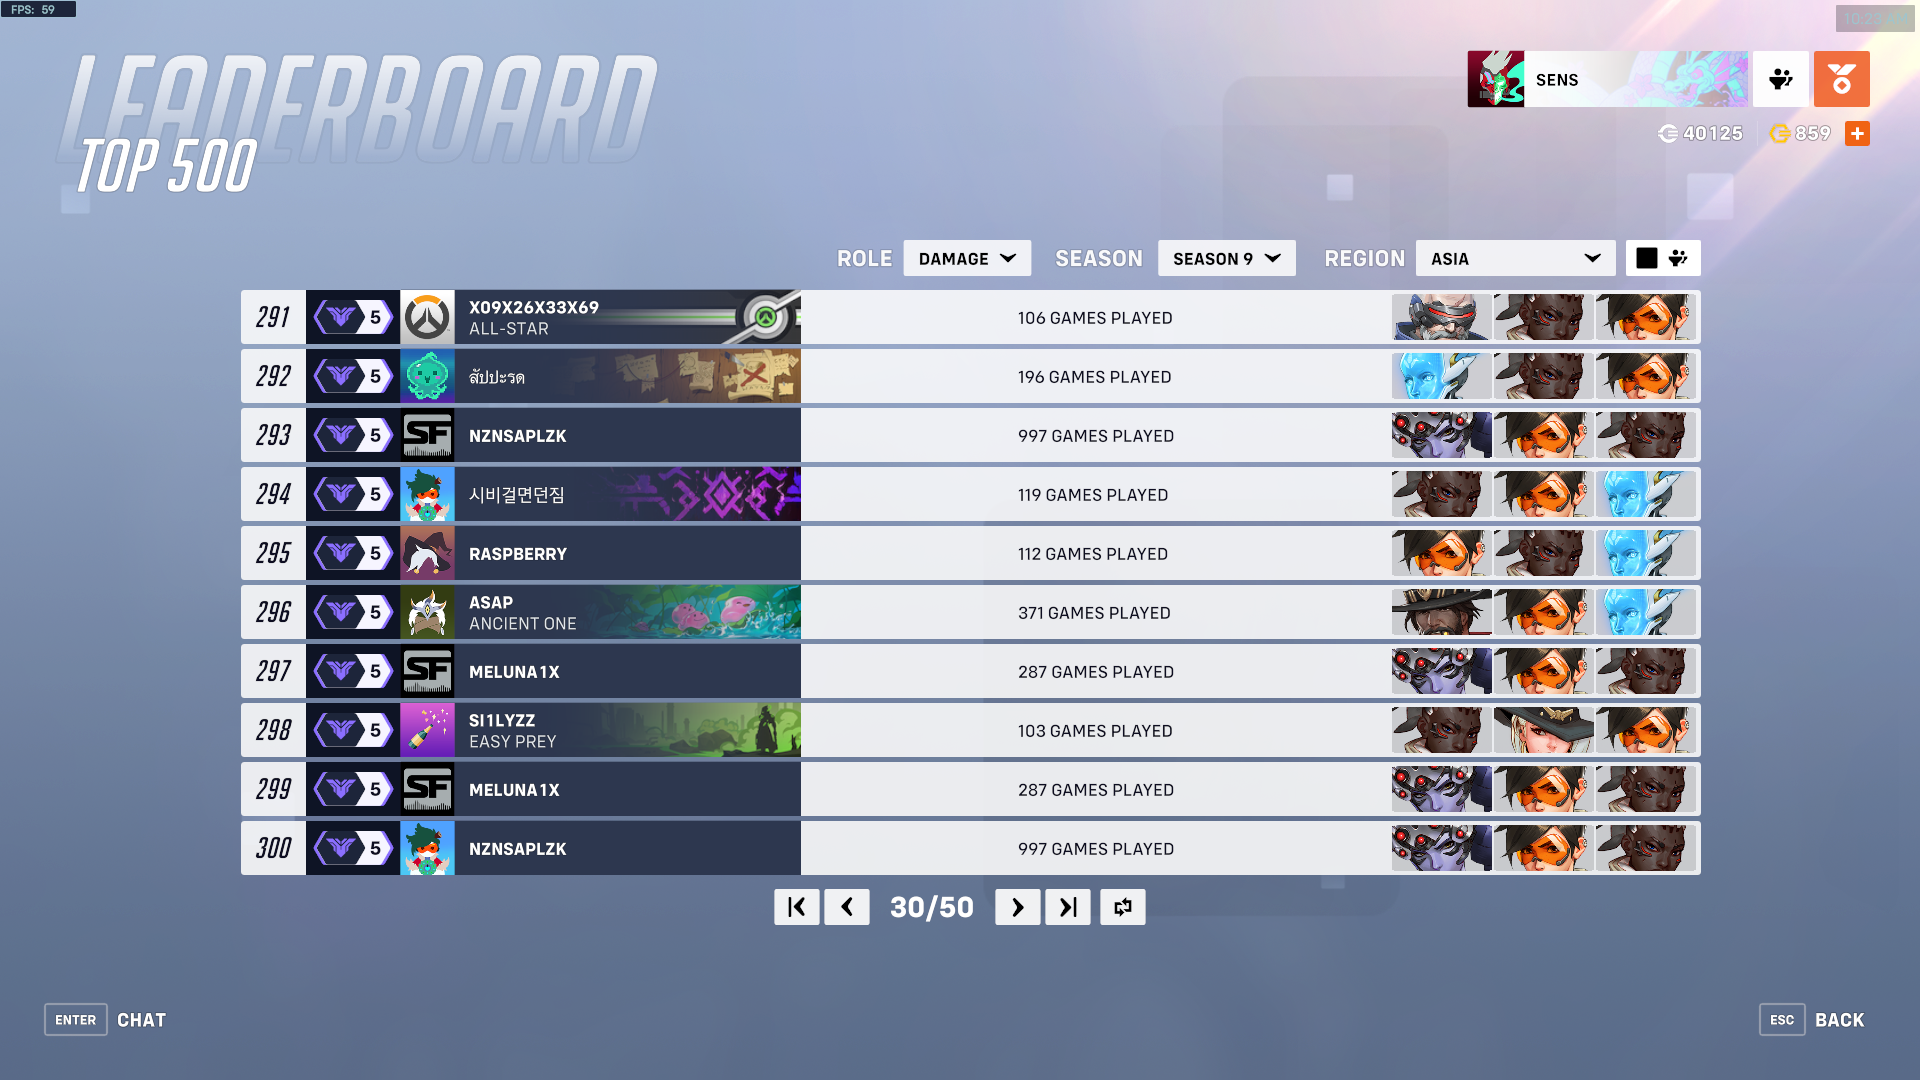 FPS: 59
LEADERBOARD
TOP 500
SENS
40125
859
ROLE DAMAGE SEASON SEASON 9 REGION ASIA
291 5 X09X26X33X69 106 GAMES PLAYED
ALL-STAR
292 5 สัปปะรด 196 GAMES PLAYED
293 5 SF NZNSAPLZK 997 GAMES PLAYED
294 5 시비걸면던짐 119 GAMES PLAYED
295 5 RASPBERRY 112 GAMES PLAYED
296 5 ASAP 371 GAMES PLAYED
ANCIENT ONE
297 5 SF MELUNA1X 287 GAMES PLAYED
298 5 SI1LYZZ 103 GAMES PLAYED
EASY PREY
299 5 SF MELUNA1X 287 GAMES PLAYED
300 5 NZNSAPLZK 997 GAMES PLAYED
30/50
ENTER CHAT
ESC BACK